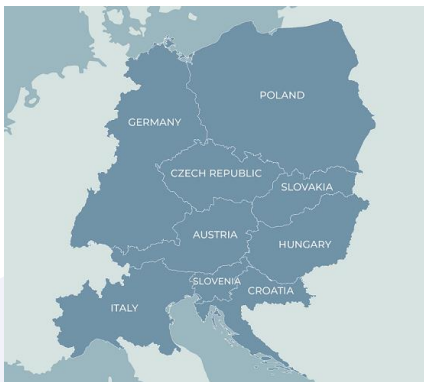 POLAND
GERMANY
CZECH REPUBLIC
SLOVAKIA
AUSTRIA
HUNGARY
SLOVENIA
CROATIA
ITALY